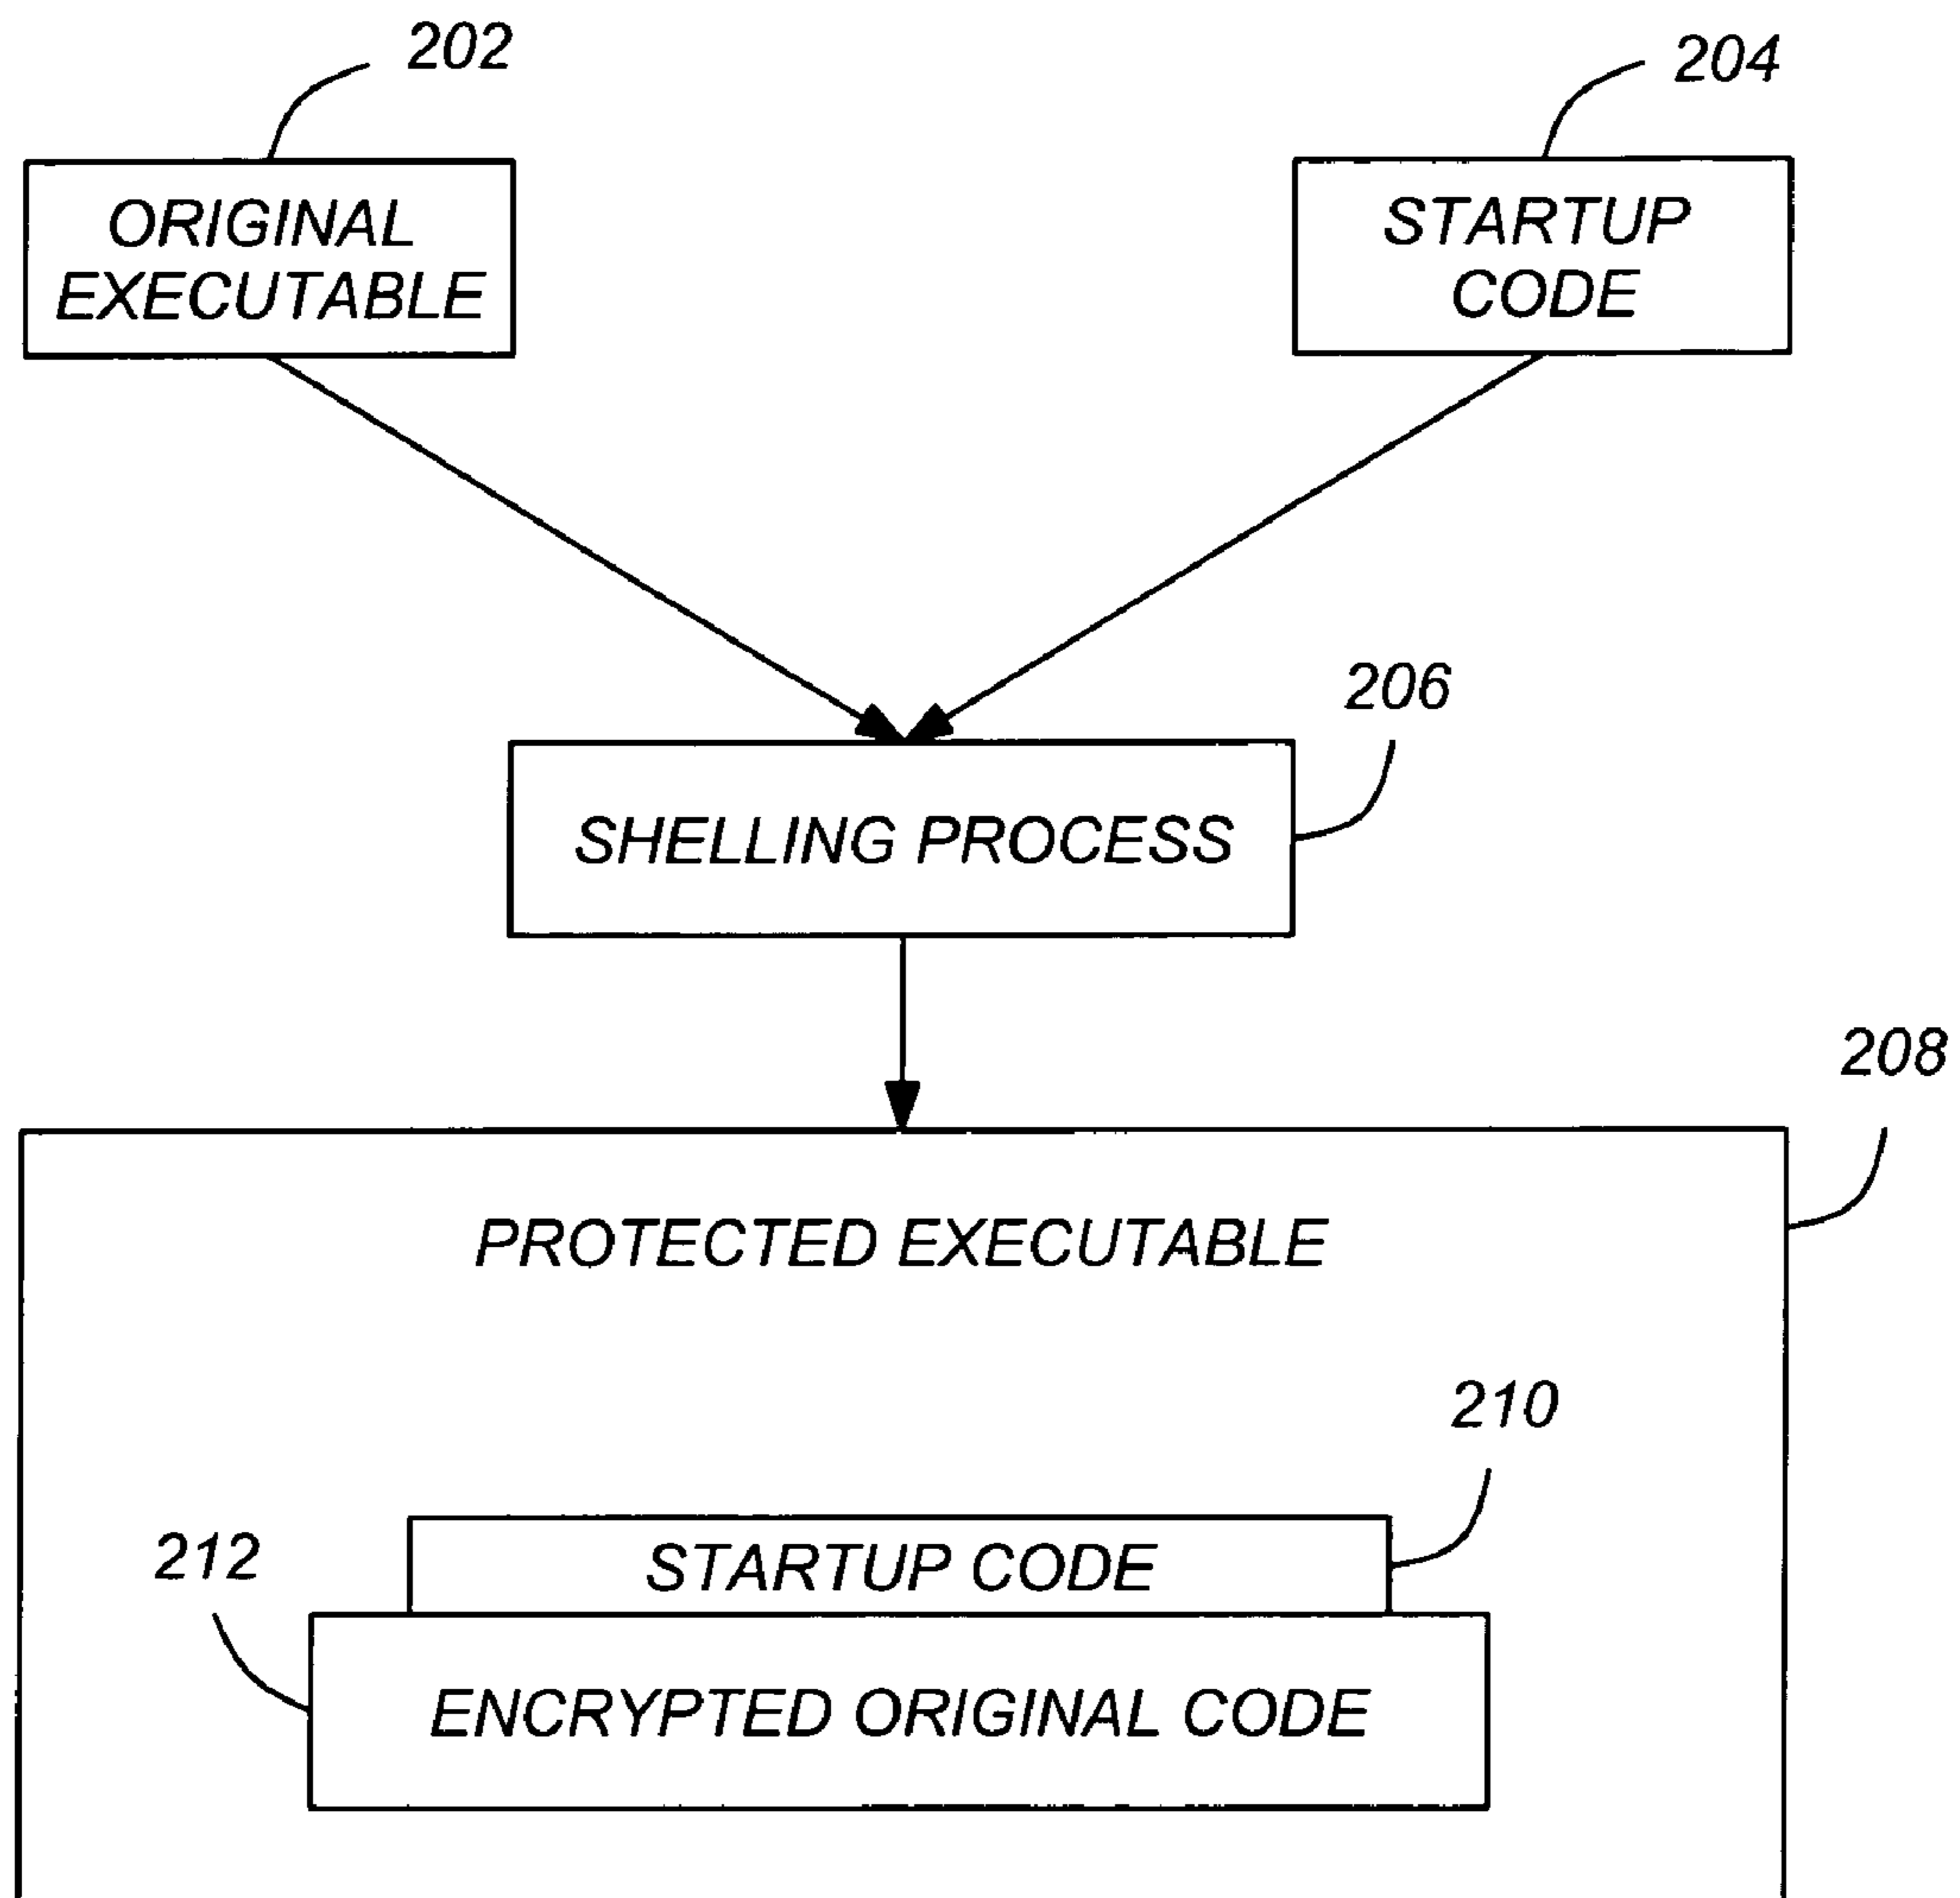 202
204
ORIGINAL
EXECUTABLE
STARTUP
CODE
206
SHELLING PROCESS
208
PROTECTED EXECUTABLE
210
212
STARTUP CODE
ENCRYPTED ORIGINAL CODE